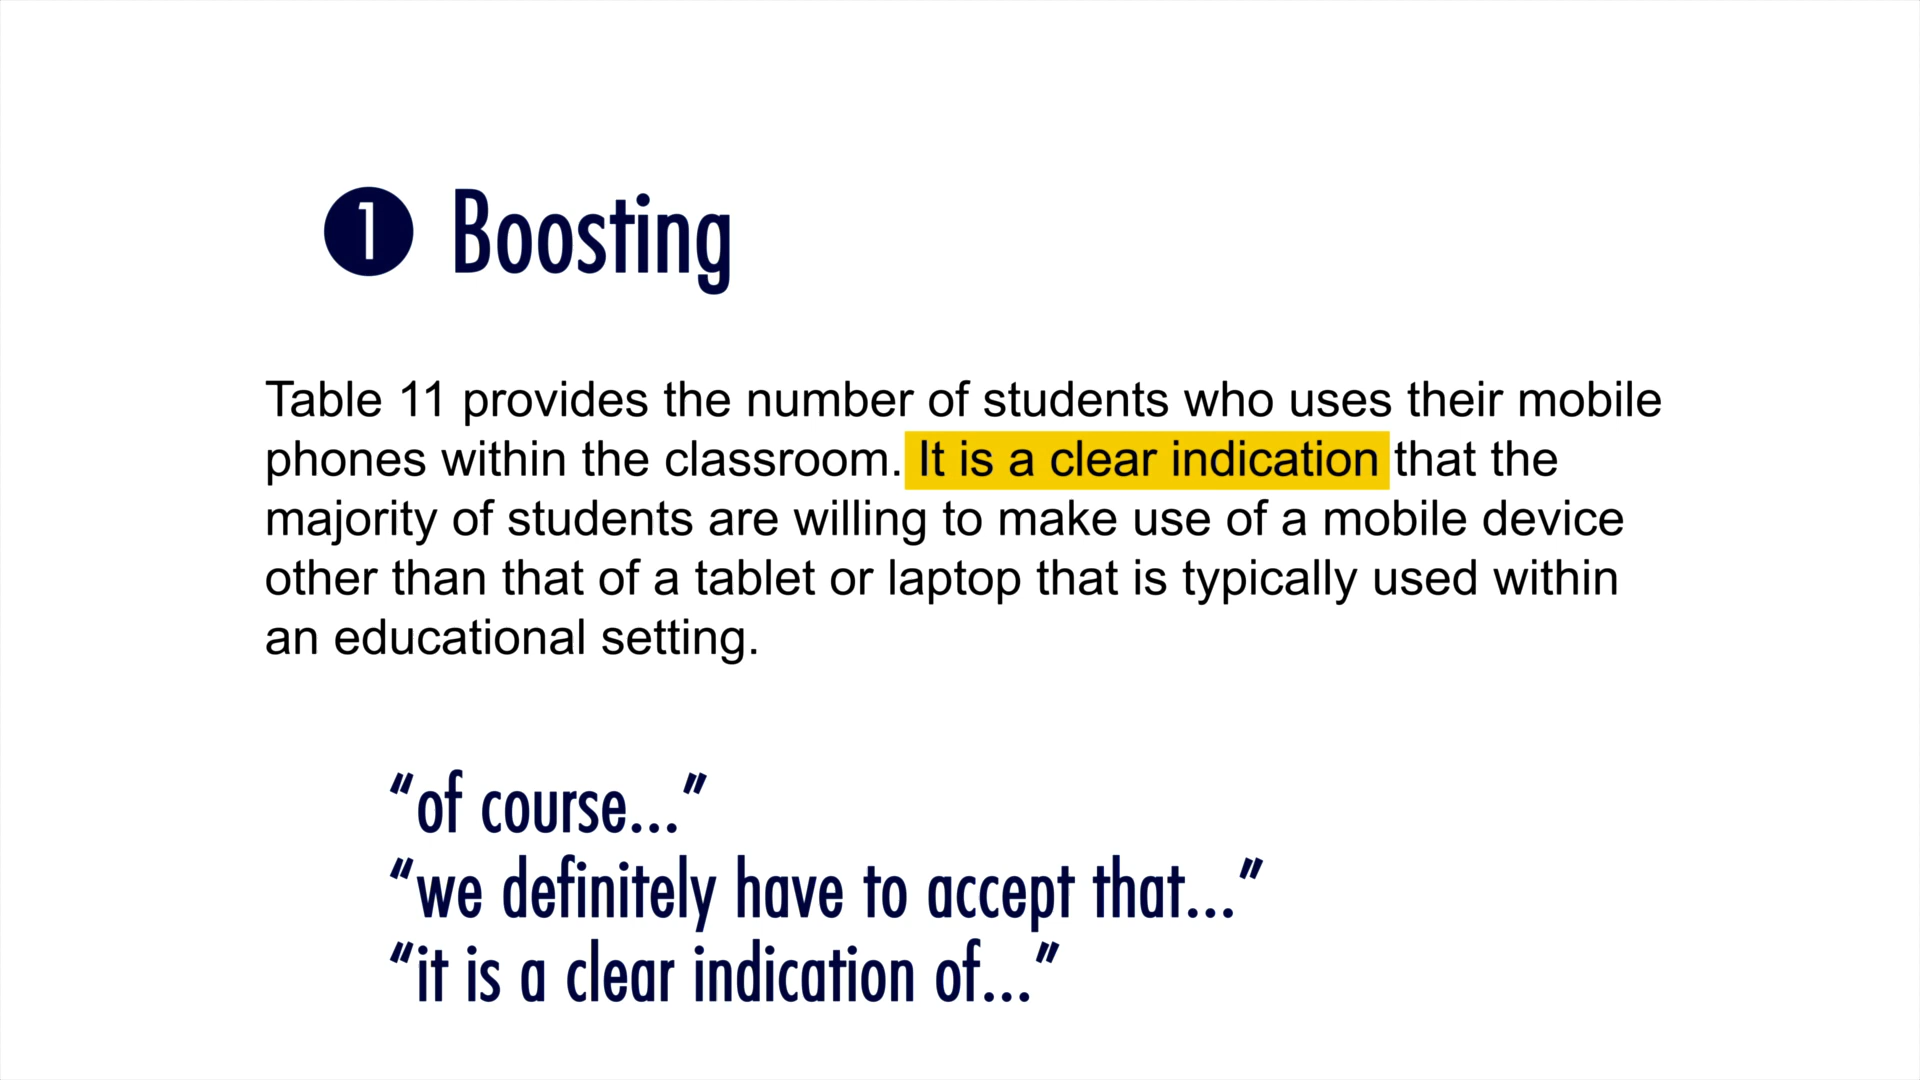 1 Boosting
Table 11 provides the number of students who uses their mobile
phones within the classroom. It is a clear indication that the
majority of students are willing to make use of a mobile device
other than that of a tablet or laptop that is typically used within
an educational setting.
“of course...”
“we definitely have to accept that...”
“it is a clear indication of...”